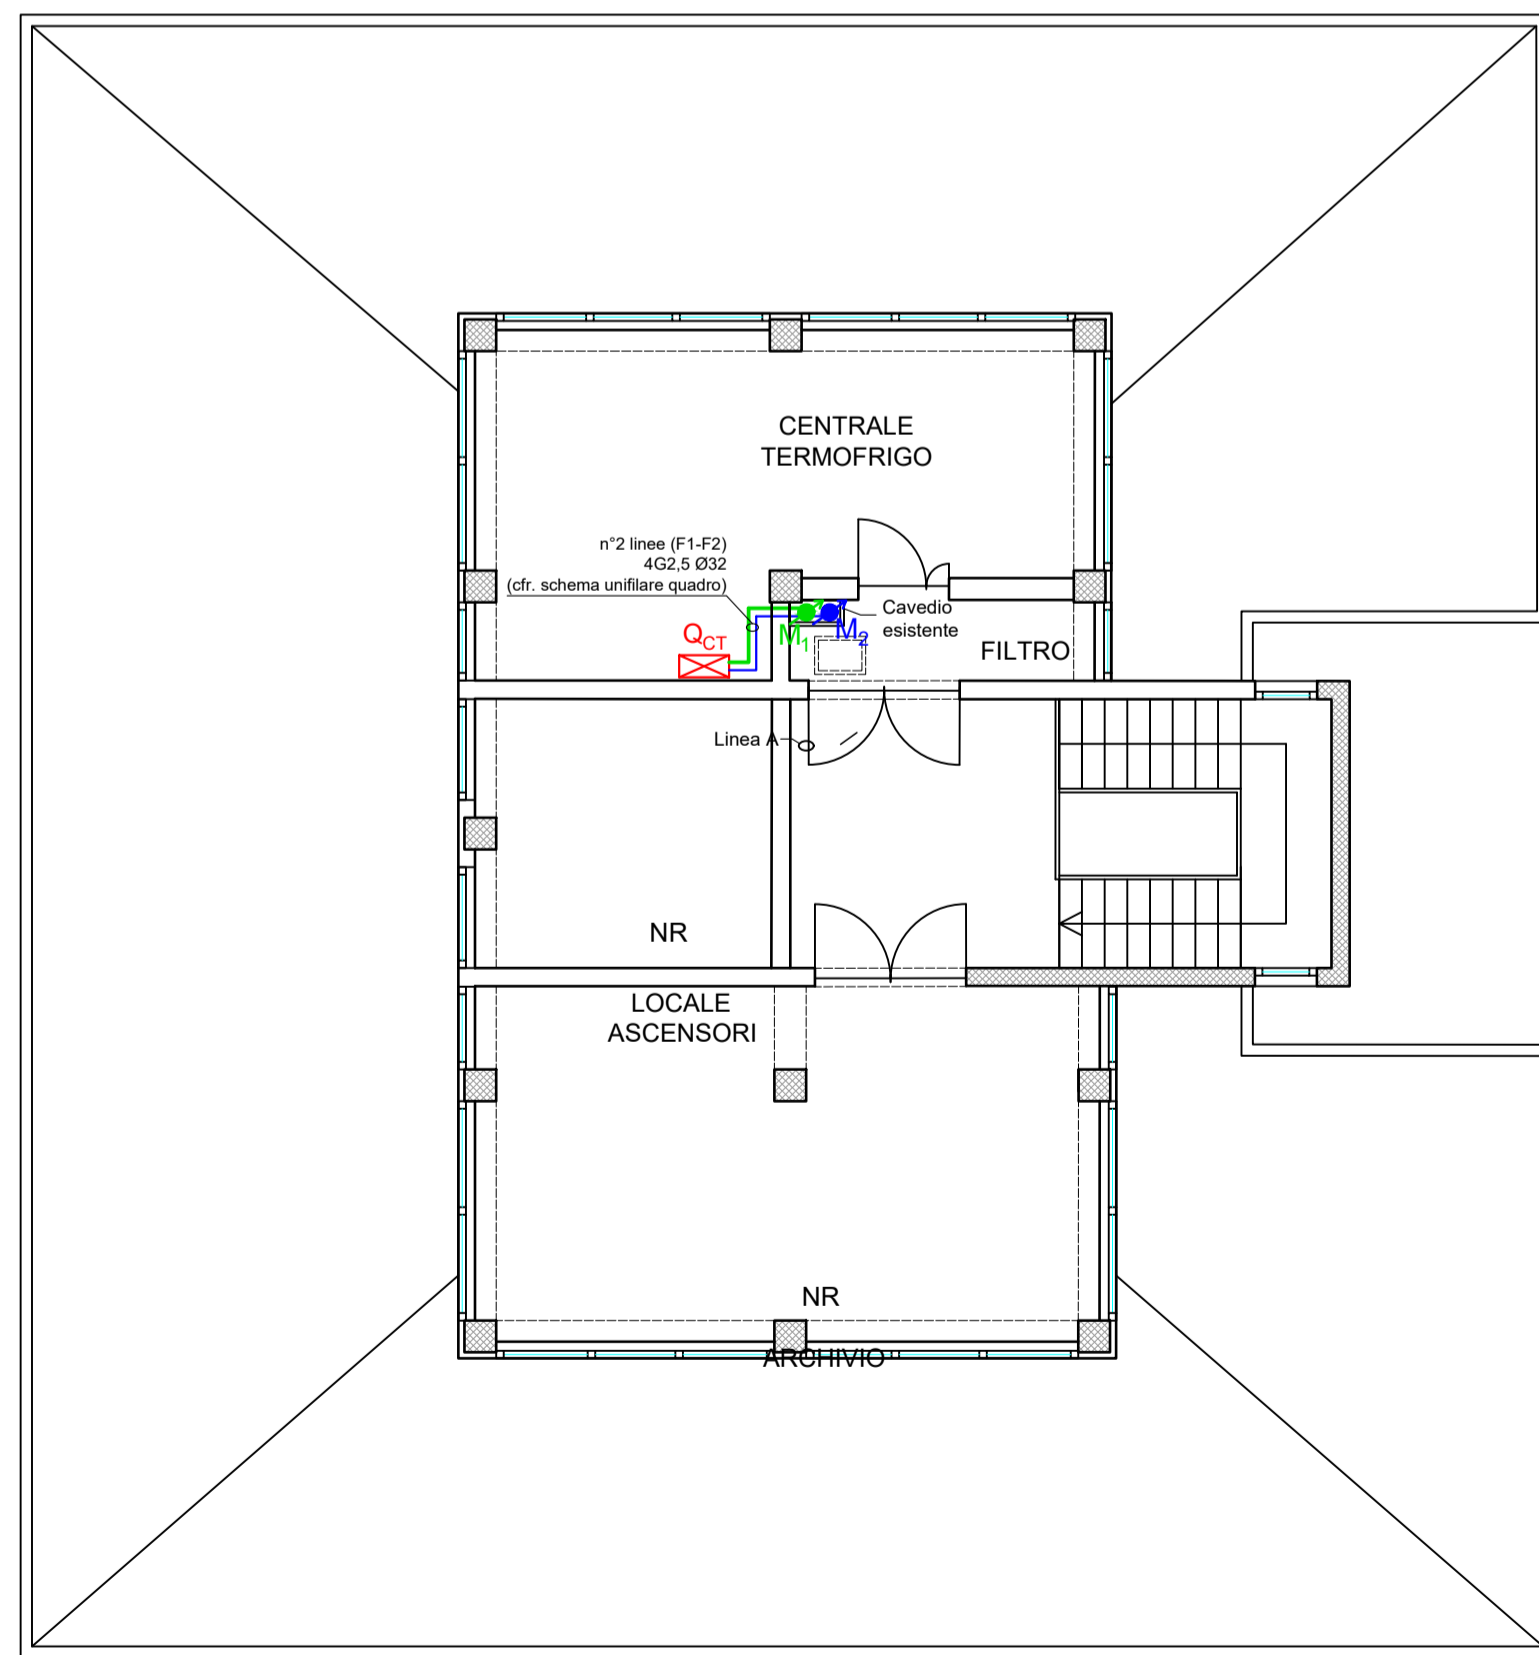 CENTRALE
TERMOFRIGO
n°2 linee (F1-F2)
4G2,5 Ø32
(cfr. schema unifilare quadro)
Cavedio
esistente
M1
M2
QCT
FILTRO
Linea A
NR
LOCALE
ASCENSORI
NR
ARCHIVIO